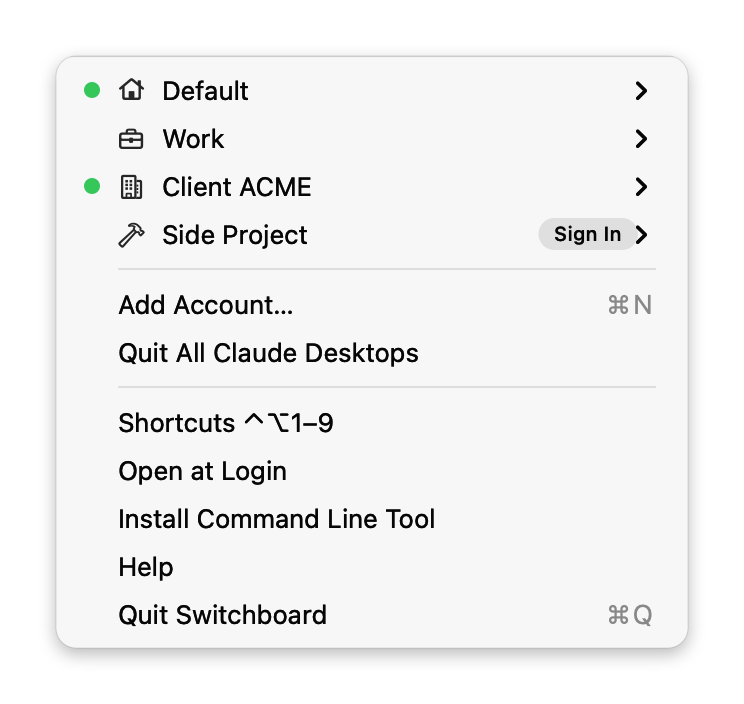 Default
Work
Client ACME
Side Project Sign In
Add Account... ⌘N
Quit All Claude Desktops
Shortcuts ^⌥1–9
Open at Login
Install Command Line Tool
Help
Quit Switchboard ⌘Q